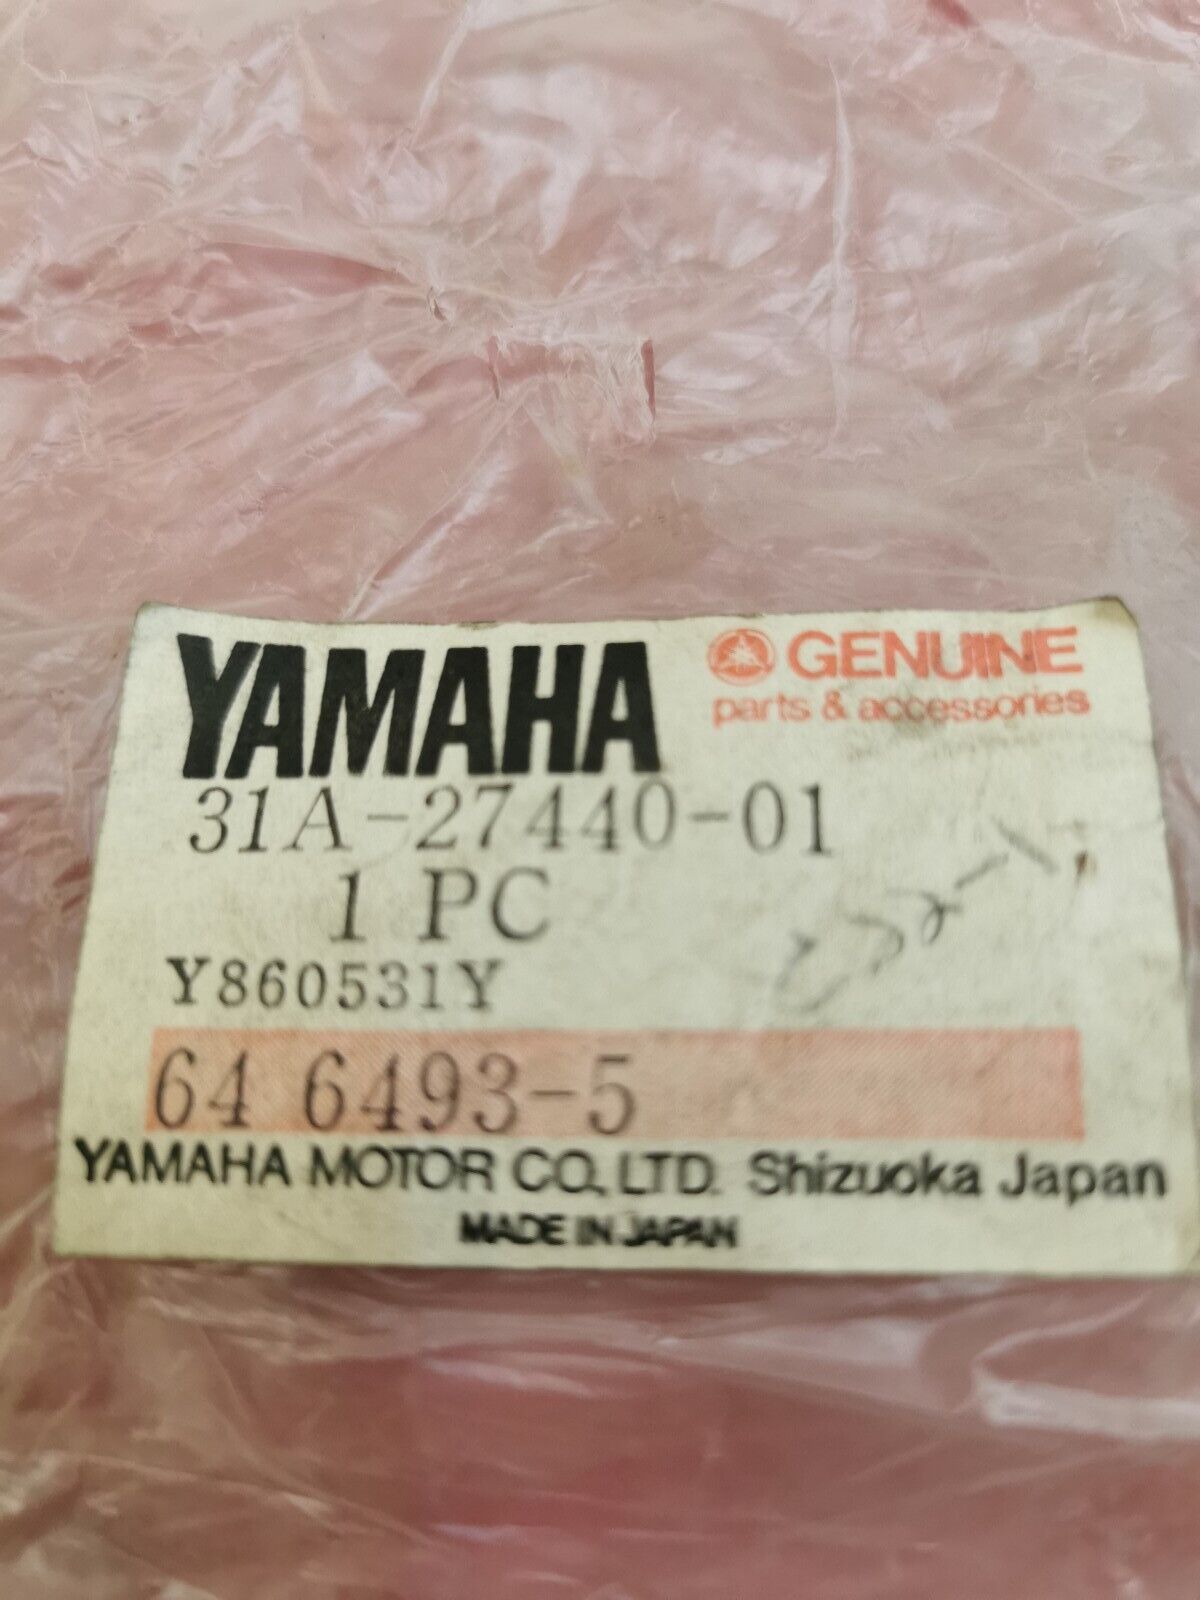 YAMAHA
GENUINE
parts & accessories
31A-27440-01
1 PC
Y860531Y
64 6493-5
YAMAHA MOTOR CO., LTD. Shizuoka Japan
MADE IN JAPAN